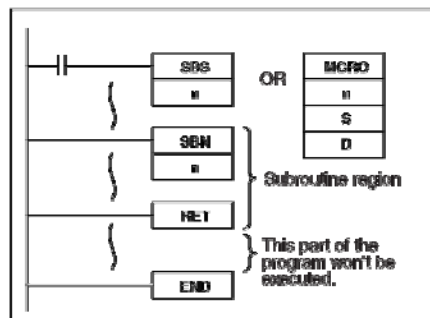 SBS
n
OR
MCRO
n
S
D
SBN
n
Subroutine region
RET
This part of the
program won't be
executed.
END